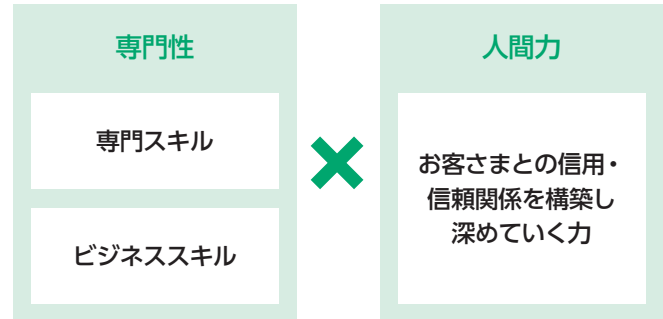 専門性
専門スキル
ビジネススキル
人間力
お客さまとの信用・
信頼関係を構築し
深めていく力